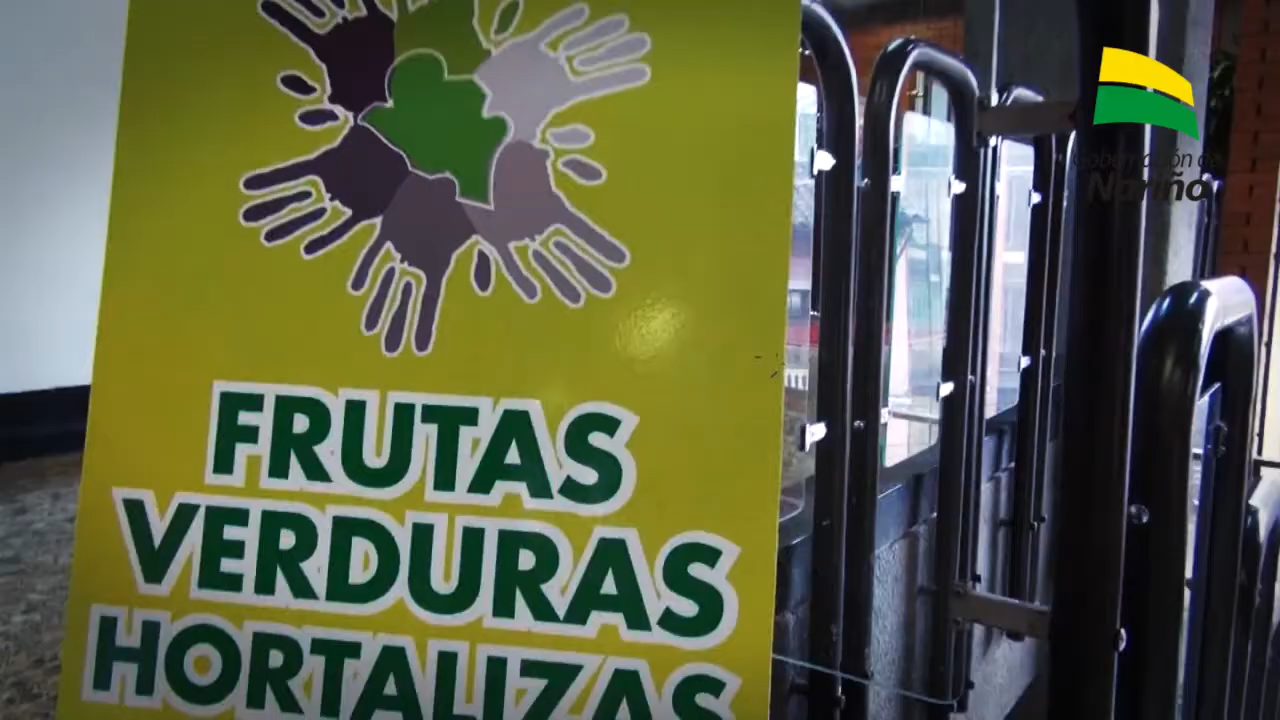 Gobernación de
Nariño
FRUTAS
VERDURAS
HORTALIZAS